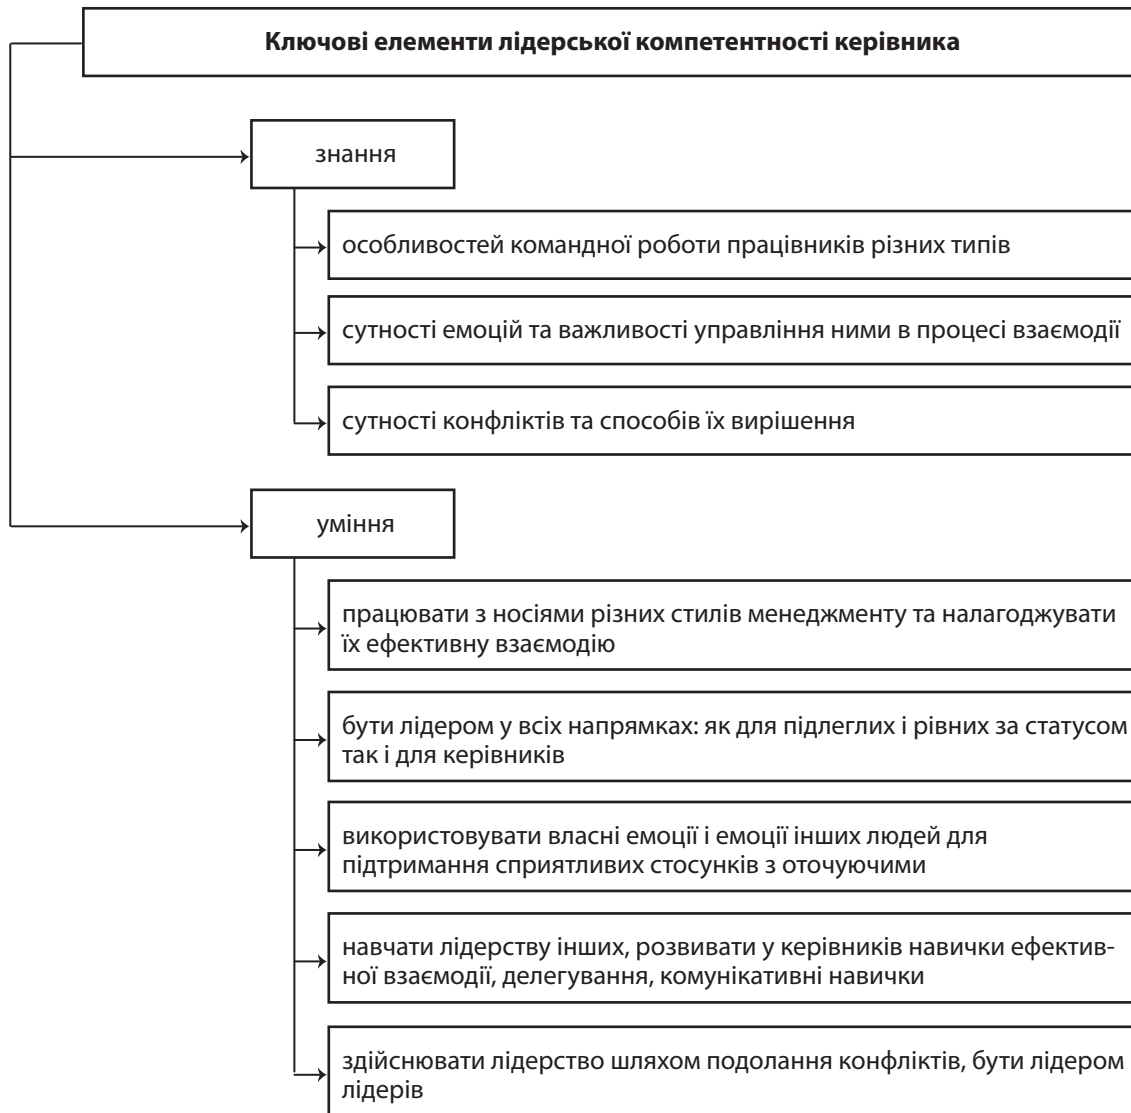 Ключові елементи лідерської компетентності керівника
знання
особливостей командної роботи працівників різних типів
сутності емоцій та важливості управління ними в процесі взаємодії
сутності конфліктів та способів їх вирішення
уміння
працювати з носіями різних стилів менеджменту та налагоджувати
їх ефективну взаємодію
бути лідером у всіх напрямках: як для підлеглих і рівних за статусом
так і для керівників
використовувати власні емоції і емоції інших людей для
підтримання сприятливих стосунків з оточуючими
навчати лідерству інших, розвивати у керівників навички ефектив-
ної взаємодії, делегування, комунікативні навички
здійснювати лідерство шляхом подолання конфліктів, бути лідером
лідерів